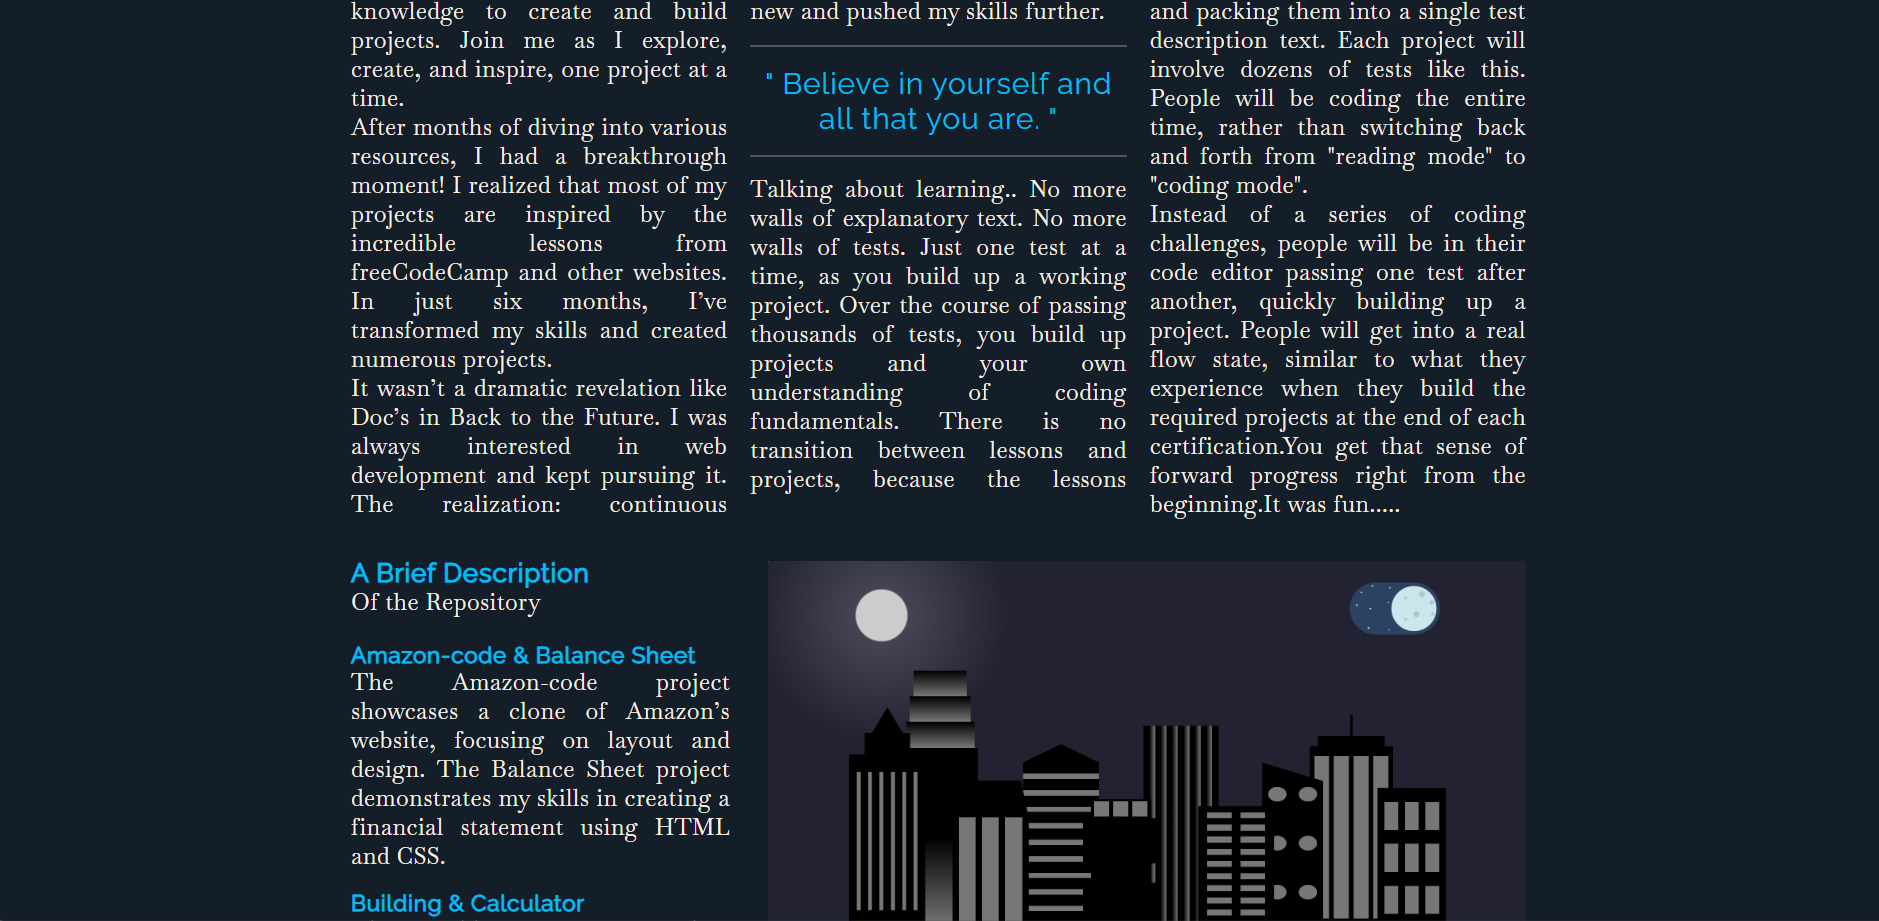 knowledge to create and build
projects. Join me as I explore,
create, and inspire, one project at a
time.
After months of diving into various
resources, I had a breakthrough
moment! I realized that most of my
projects are inspired by the
incredible lessons from
freeCodeCamp and other websites.
In just six months, I’ve
transformed my skills and created
numerous projects.
It wasn’t a dramatic revelation like
Doc’s in Back to the Future. I was
always interested in web
development and kept pursuing it.
The realization: continuous
new and pushed my skills further.
" Believe in yourself and
all that you are. "
Talking about learning.. No more
walls of explanatory text. No more
walls of tests. Just one test at a
time, as you build up a working
project. Over the course of passing
thousands of tests, you build up
projects and your own
understanding of coding
fundamentals. There is no
transition between lessons and
projects, because the lessons
and packing them into a single test
description text. Each project will
involve dozens of tests like this.
People will be coding the entire
time, rather than switching back
and forth from "reading mode" to
"coding mode".
Instead of a series of coding
challenges, people will be in their
code editor passing one test after
another, quickly building up a
project. People will get into a real
flow state, similar to what they
experience when they build the
required projects at the end of each
certification.You get that sense of
forward progress right from the
beginning.It was fun.....
A Brief Description
Of the Repository
Amazon-code & Balance Sheet
The Amazon-code project
showcases a clone of Amazon’s
website, focusing on layout and
design. The Balance Sheet project
demonstrates my skills in creating a
financial statement using HTML
and CSS.
Building & Calculator